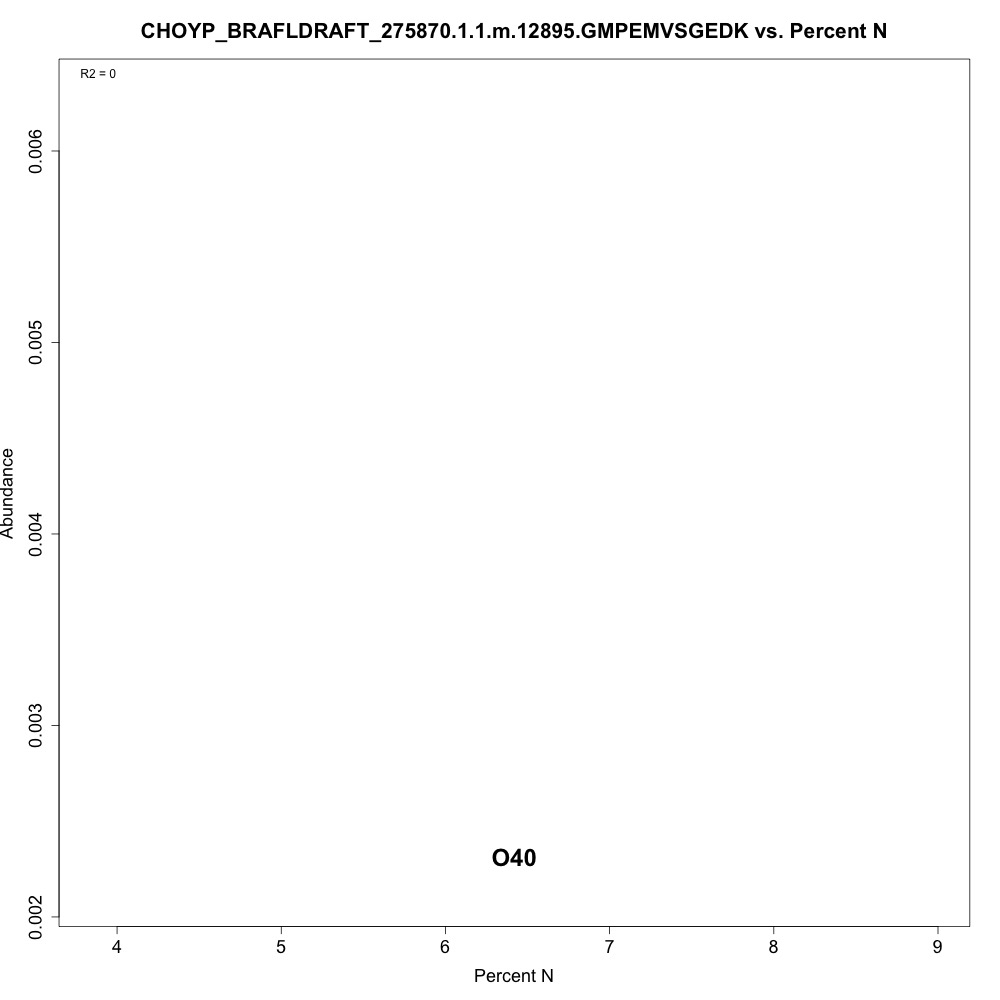 CHOYP_BRAFLDRAFT_275870.1.1.m.12895.GMPEMVSGEDK vs. Percent N
R2 = 0
0.006
0.005
0.004
0.003
0.002
Abundance
O40
4 5 6 7 8 9
Percent N